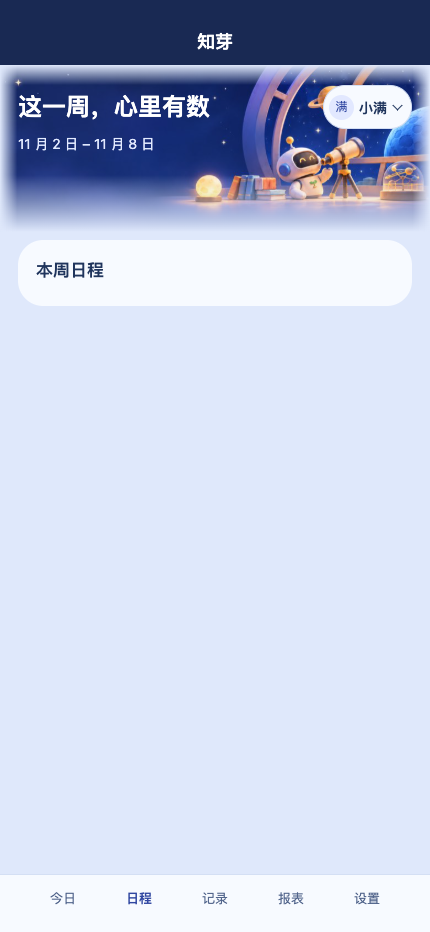 知芽
这一周，心里有数
满 小满
11 月 2 日 – 11 月 8 日
本周日程
今日 日程 记录 报表 设置